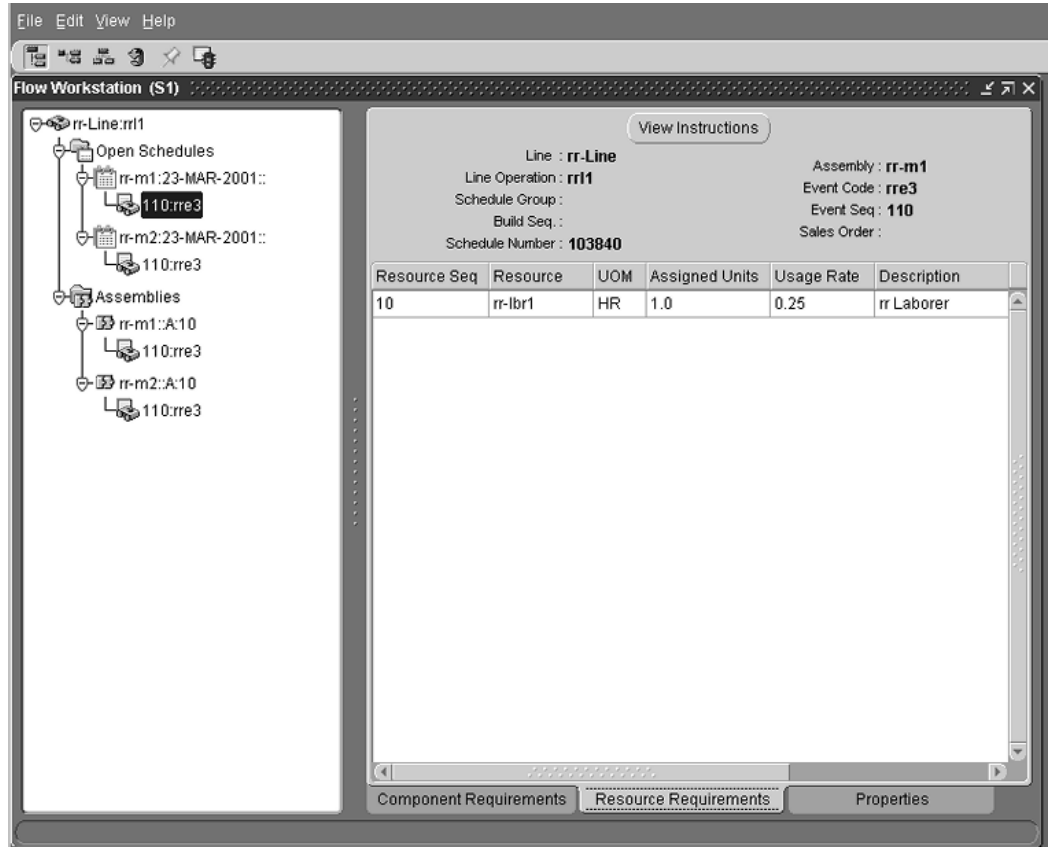 File Edit View Help
Flow Workstation (S1)
rr-Line:rrl1
Open Schedules
rr-m1:23-MAR-2001::
110:rre3
rr-m2:23-MAR-2001::
110:rre3
Assemblies
rr-m1::A:10
110:rre3
rr-m2::A:10
110:rre3
View Instructions
Line : rr-Line
Line Operation : rrl1
Schedule Group :
Build Seq. :
Schedule Number : 103840
Assembly : rr-m1
Event Code : rre3
Event Seq : 110
Sales Order :
Resource Seq Resource UOM Assigned Units Usage Rate Description
10 rr-lbr1 HR 1.0 0.25 rr Laborer
Component Requirements Resource Requirements Properties